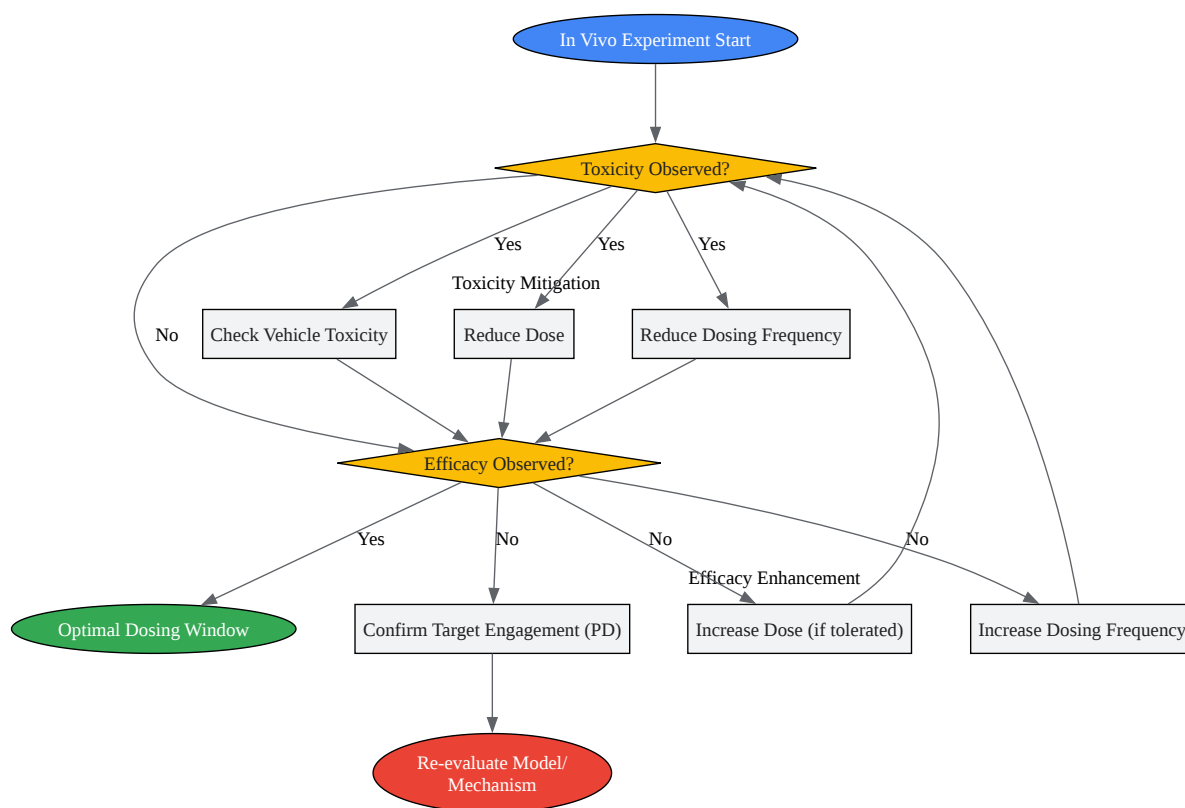 In Vivo Experiment Start
Toxicity Observed?
Yes
Yes
Yes
Toxicity Mitigation
No
Check Vehicle Toxicity
Reduce Dose
Reduce Dosing Frequency
Efficacy Observed?
Yes
No
No
No
Efficacy Enhancement
Optimal Dosing Window
Confirm Target Engagement (PD)
Increase Dose (if tolerated)
Increase Dosing Frequency
Re-evaluate Model/
Mechanism